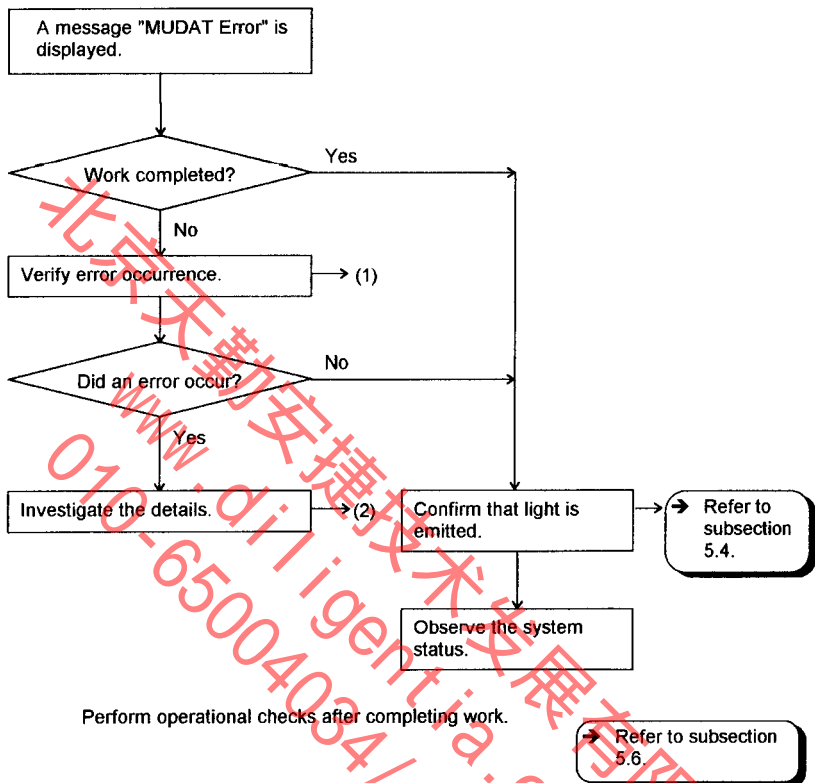 A message "MUDAT Error" is
displayed.
Work completed?
Yes
No
Verify error occurrence.
(1)
Did an error occur?
No
Yes
Investigate the details.
(2)
Confirm that light is
emitted.
➔ Refer to
subsection
5.4.
Observe the system
status.
Perform operational checks after completing work.
➔ Refer to subsection
5.6.
北京天勤安捷技术发展有限
www.diligentia.c
010-65004034/